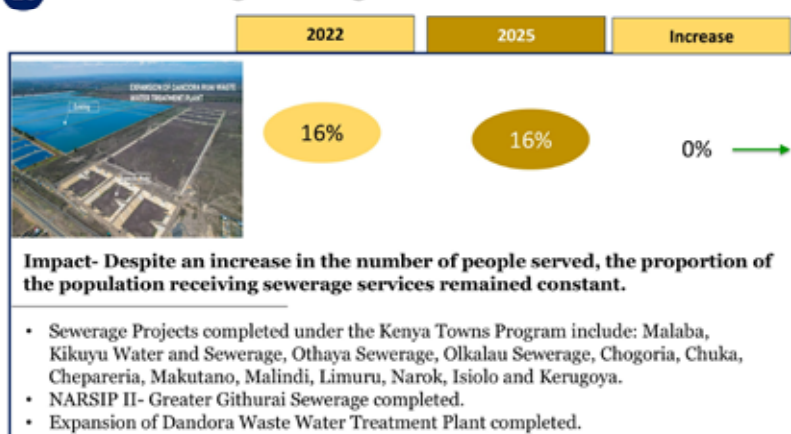 2022
2025
Increase
EXPANSION OF DANDORA RUAI WASTE
WATER TREATMENT PLANT
16%
16%
0%
Impact- Despite an increase in the number of people served, the proportion of
the population receiving sewerage services remained constant.
• Sewerage Projects completed under the Kenya Towns Program include: Malaba,
Kikuyu Water and Sewerage, Othaya Sewerage, Olkalau Sewerage, Chogoria, Chuka,
Chepareria, Makutano, Malindi, Limuru, Narok, Isiolo and Kerugoya.
• NARSIP II- Greater Githurai Sewerage completed.
• Expansion of Dandora Waste Water Treatment Plant completed.